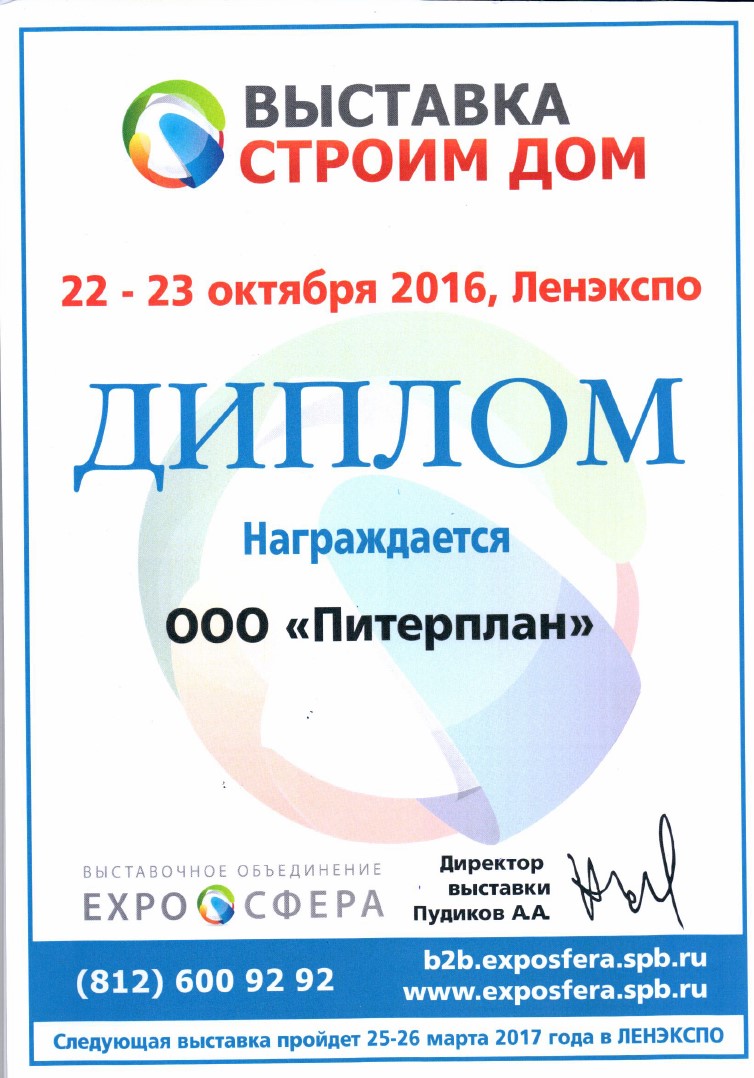 ВЫСТАВКА
СТРОИМ ДОМ
22 - 23 октября 2016, Ленэкспо
ДИПЛОМ
Награждается
ООО «Питерплан»
ВЫСТАВОЧНОЕ ОБЪЕДИНЕНИЕ
EXPO СФЕРА
Директор
выставки
Пудиков А.А.
(812) 600 92 92
b2b.exposfera.spb.ru
www.exposfera.spb.ru
Следующая выставка пройдет 25-26 марта 2017 года в ЛЕНЭКСПО